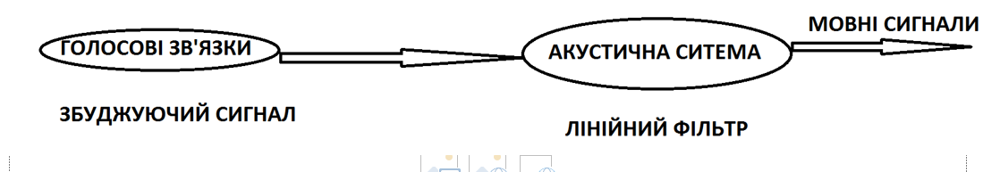 МОВНІ СИГНАЛИ
ГОЛОСОВІ ЗВ'ЯЗКИ
АКУСТИЧНА СИТЕМА
ЗБУДЖУЮЧИЙ СИГНАЛ
ЛІНІЙНИЙ ФІЛЬТР